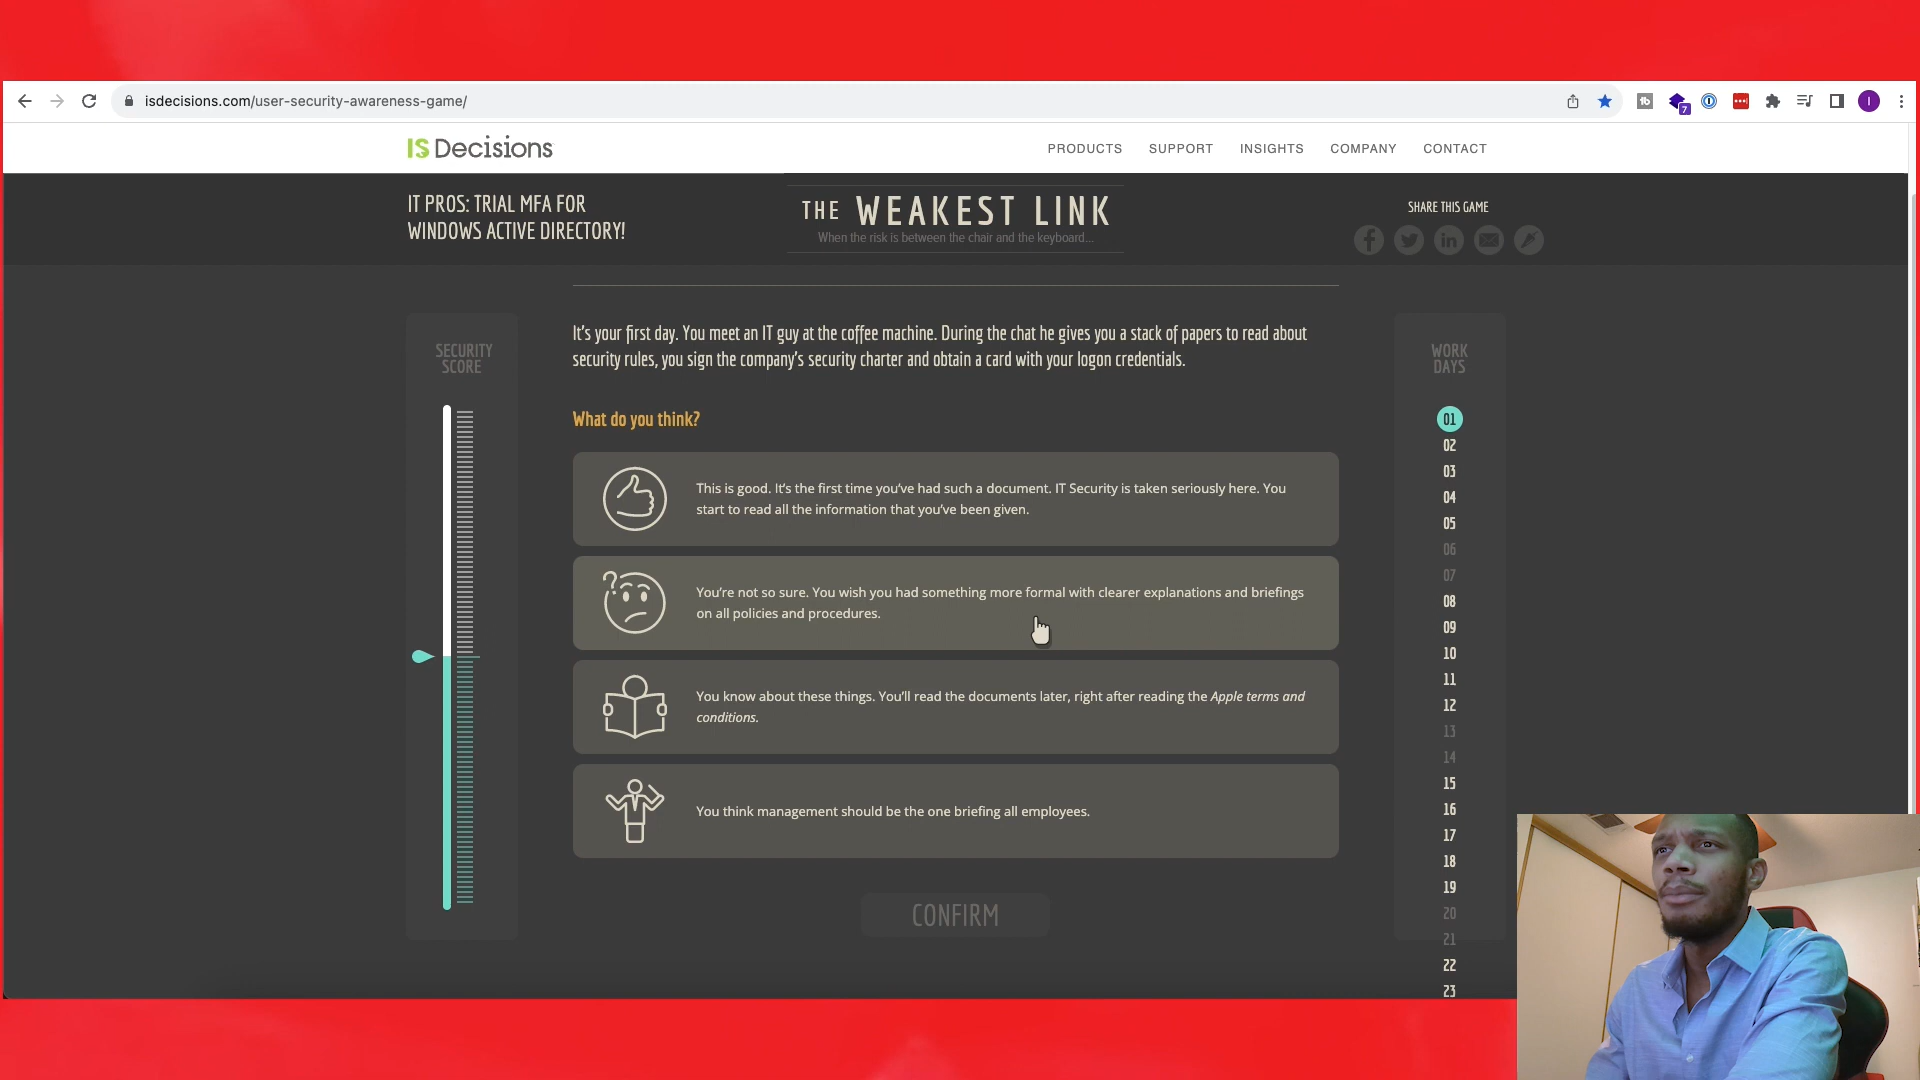 isdecisions.com/user-security-awareness-game/
7
I
IS Decisions
PRODUCTS SUPPORT INSIGHTS COMPANY CONTACT
IT PROS: TRIAL MFA FOR
WINDOWS ACTIVE DIRECTORY!
THE WEAKEST LINK
When the risk is between the chair and the keyboard...
SHARE THIS GAME
It's your first day. You meet an IT guy at the coffee machine. During the chat he gives you a stack of papers to read about
security rules, you sign the company's security charter and obtain a card with your logon credentials.
SECURITY
SCORE
What do you think?
This is good. It's the first time you've had such a document. IT Security is taken seriously here. You
start to read all the information that you've been given.
You're not so sure. You wish you had something more formal with clearer explanations and briefings
on all policies and procedures.
You know about these things. You'll read the documents later, right after reading the Apple terms and
conditions.
You think management should be the one briefing all employees.
CONFIRM
WORK
DAYS
01
02
03
04
05
06
07
08
09
10
11
12
13
14
15
16
17
18
19
20
21
22
23